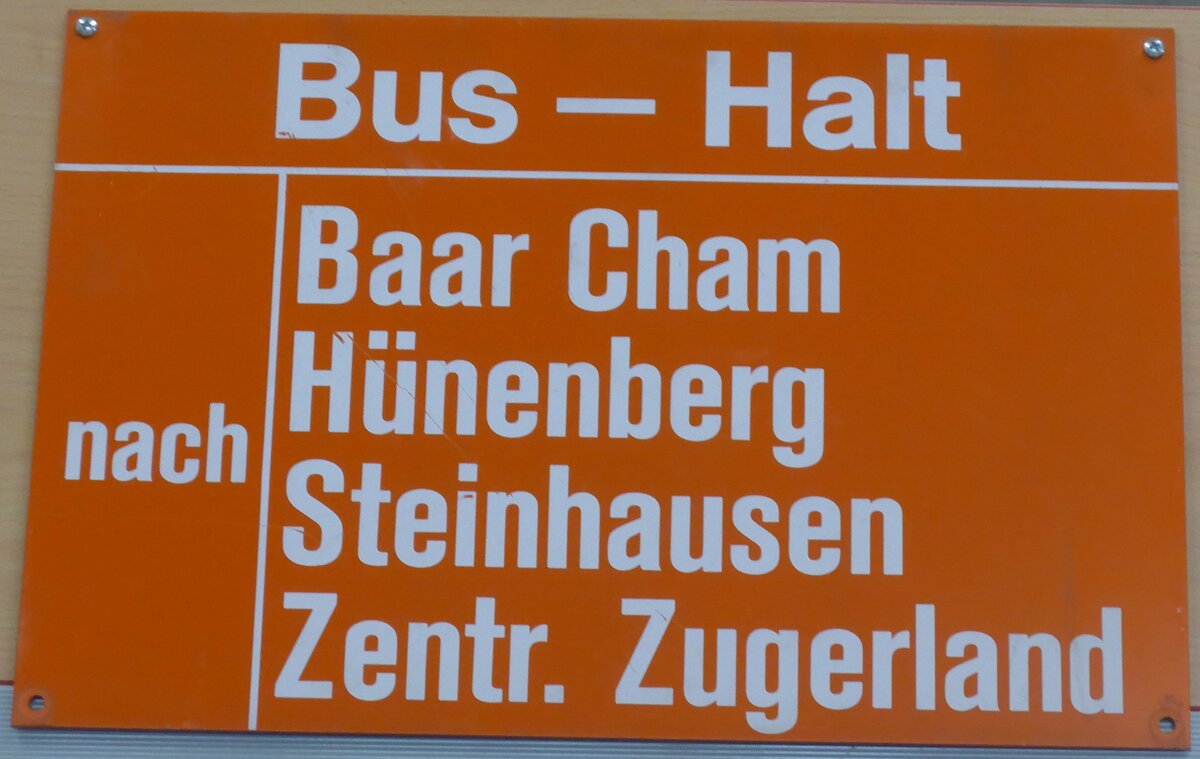 Bus – Halt
nach
Baar Cham
Hünenberg
Steinhausen
Zentr. Zugerland